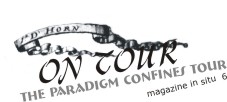 J D' HORN
ON TOUR
THE PARADIGM CONFINES TOUR
magazine in situ 6